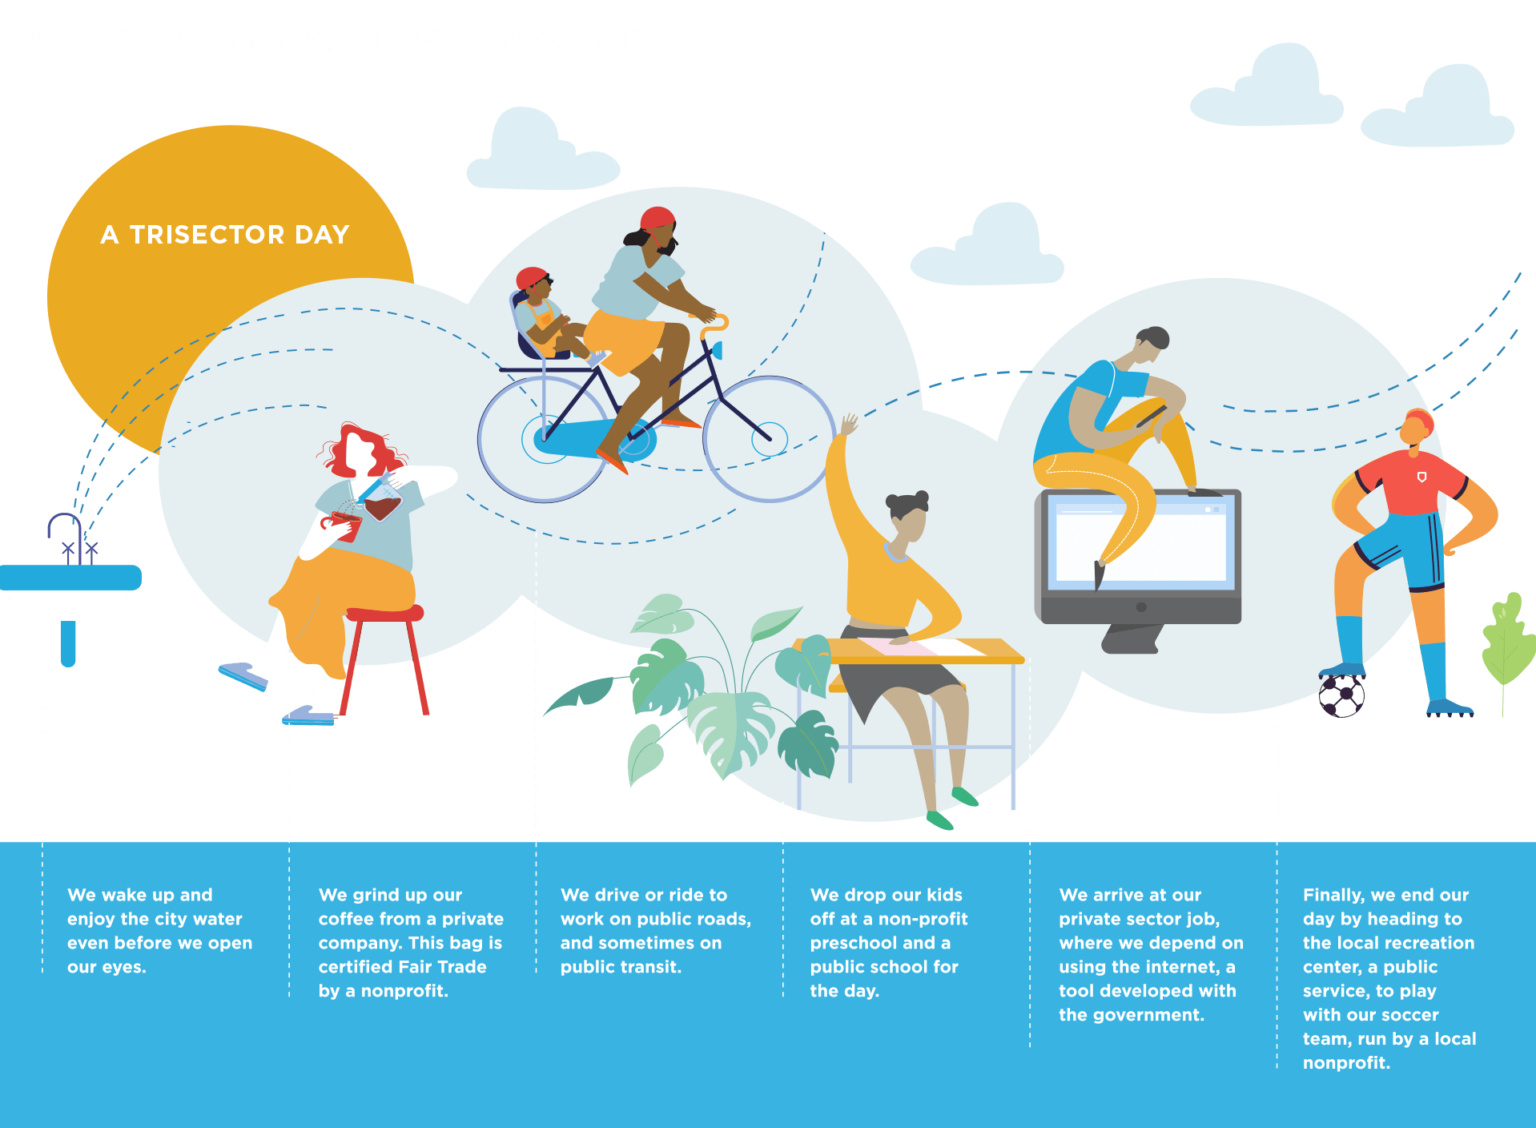 A TRISECTOR DAY
We wake up and
enjoy the city water
even before we open
our eyes.
We grind up our
coffee from a private
company. This bag is
certified Fair Trade
by a nonprofit.
We drive or ride to
work on public roads,
and sometimes on
public transit.
We drop our kids
off at a non-profit
preschool and a
public school for
the day.
We arrive at our
private sector job,
where we depend on
using the internet, a
tool developed with
the government.
Finally, we end our
day by heading to
the local recreation
center, a public
service, to play
with our soccer
team, run by a local
nonprofit.